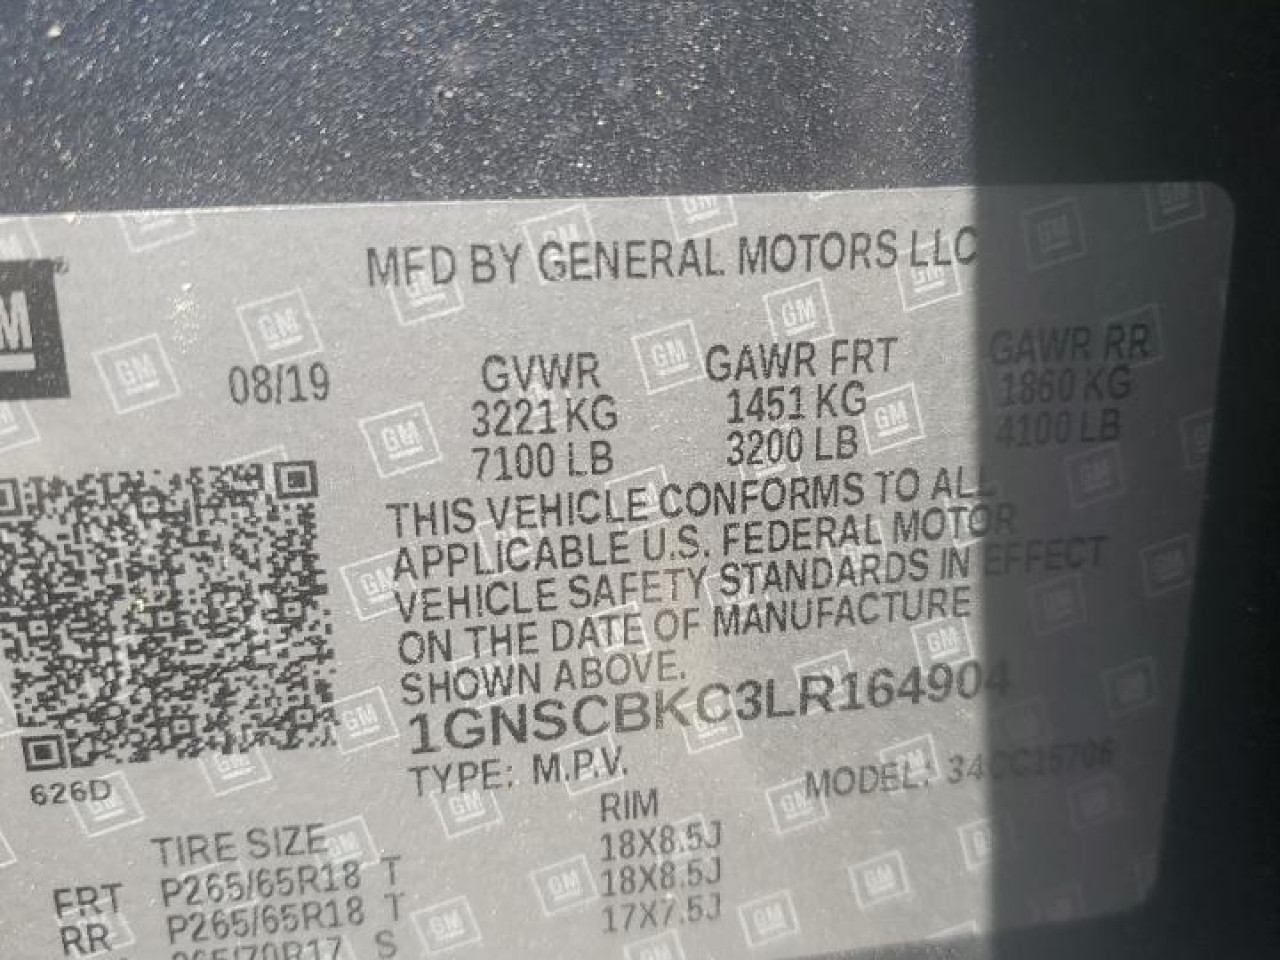 MFD BY GENERAL MOTORS LLC
GM
08/19
GVWR GAWR FRT GAWR RR
3221 KG 1451 KG 1860 KG
7100 LB 3200 LB 4100 LB
THIS VEHICLE CONFORMS TO ALL
APPLICABLE U.S. FEDERAL MOTOR
VEHICLE SAFETY STANDARDS IN EFFECT
ON THE DATE OF MANUFACTURE
SHOWN ABOVE.
1GNSCBKC3LR164904
TYPE: M.P.V. MODEL: 34CC15706
626D
TIRE SIZE RIM
FRT P265/65R18 T 18X8.5J
RR P265/65R18 T 18X8.5J
S 17X7.5J